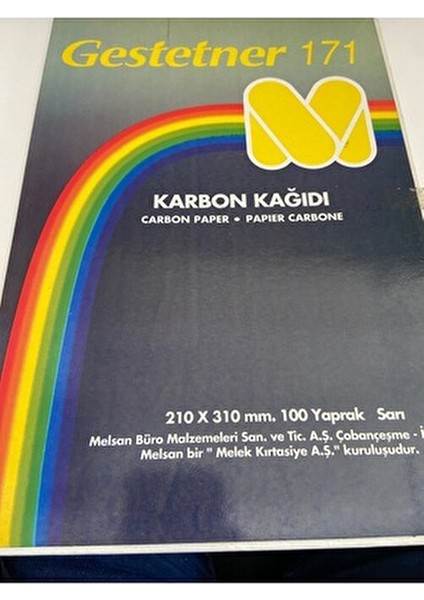 Gestetner 171
KARBON KAĞIDI
CARBON PAPER • PAPIER CARBONE
210 X 310 mm. 100 Yaprak Sarı
Melsan Büro Malzemeleri San. ve Tic. A.Ş. Çobançeşme -
Melsan bir " Melek Kırtasiye A.Ş." kuruluşudur.